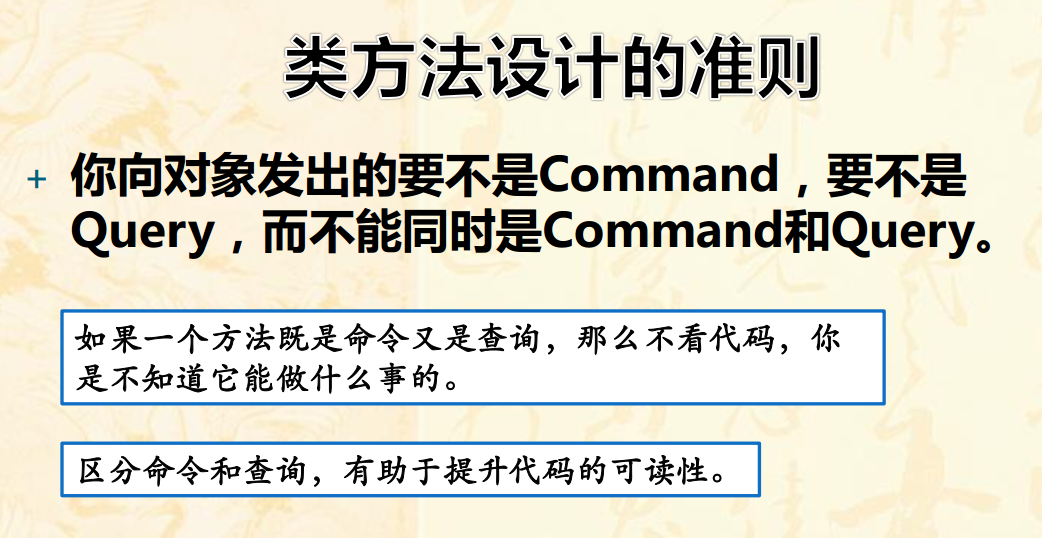 类方法设计的准则
+ 你向对象发出的要不是Command，要不是
Query，而不能同时是Command和Query。
如果一个方法既是命令又是查询，那么不看代码，你
是不知道它能做什么事的。
区分命令和查询，有助于提升代码的可读性。